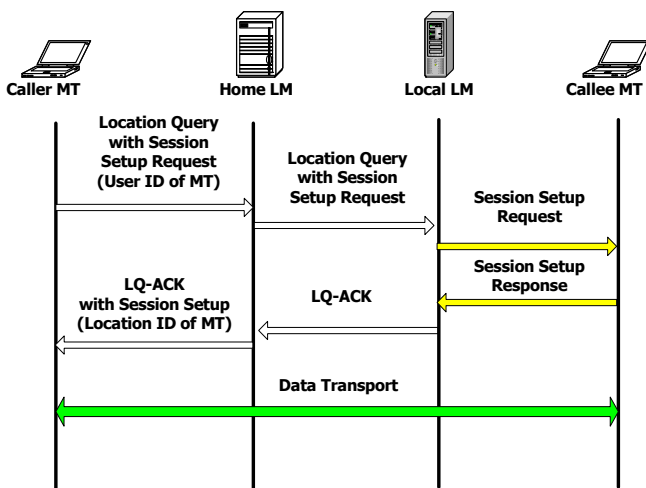 Caller MT
Home LM
Local LM
Callee MT
Location Query
with Session
Setup Request
(User ID of MT)
Location Query
with Session
Setup Request
Session Setup
Request
Session Setup
Response
LQ-ACK
with Session Setup
(Location ID of MT)
LQ-ACK
Data Transport